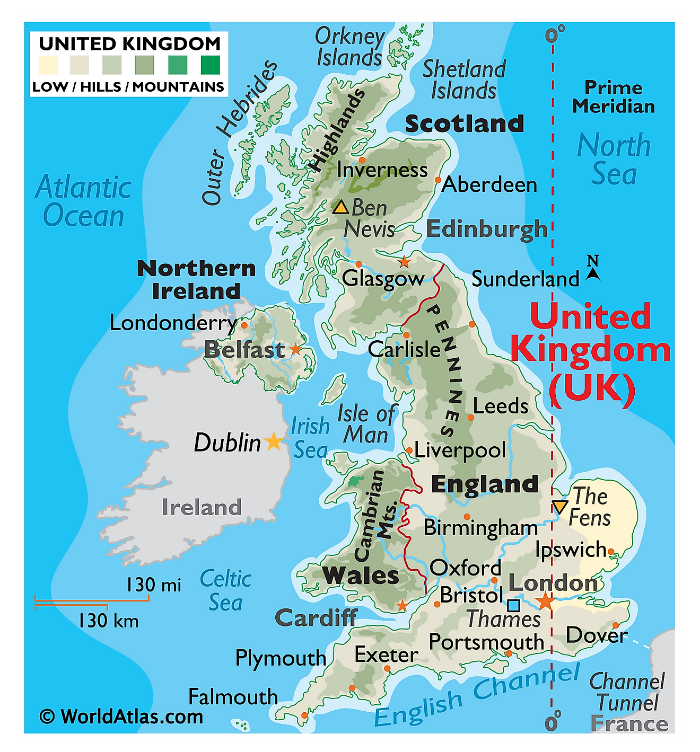 UNITED KINGDOM
LOW / HILLS / MOUNTAINS
Orkney
Islands
Shetland
Islands
0°
Prime
Meridian
North
Sea
Outer Hebrides
Highlands
Scotland
Atlantic
Ocean
Inverness
Aberdeen
Ben
Nevis
Edinburgh
Northern
Ireland
Glasgow
Sunderland
N
Londonderry
Belfast
Carlisle
PENNINES
United
Kingdom
(UK)
Isle of
Man
Irish
Sea
Leeds
Dublin
Liverpool
Ireland
Cambrian
Mts.
England
The
Fens
Birmingham
Ipswich
130 mi
130 km
Celtic
Sea
Wales
Oxford
London
Cardiff
Bristol
Thames
Portsmouth
Dover
Plymouth
Exeter
Falmouth
English Channel
Channel
Tunnel
France
© WorldAtlas.com
0°